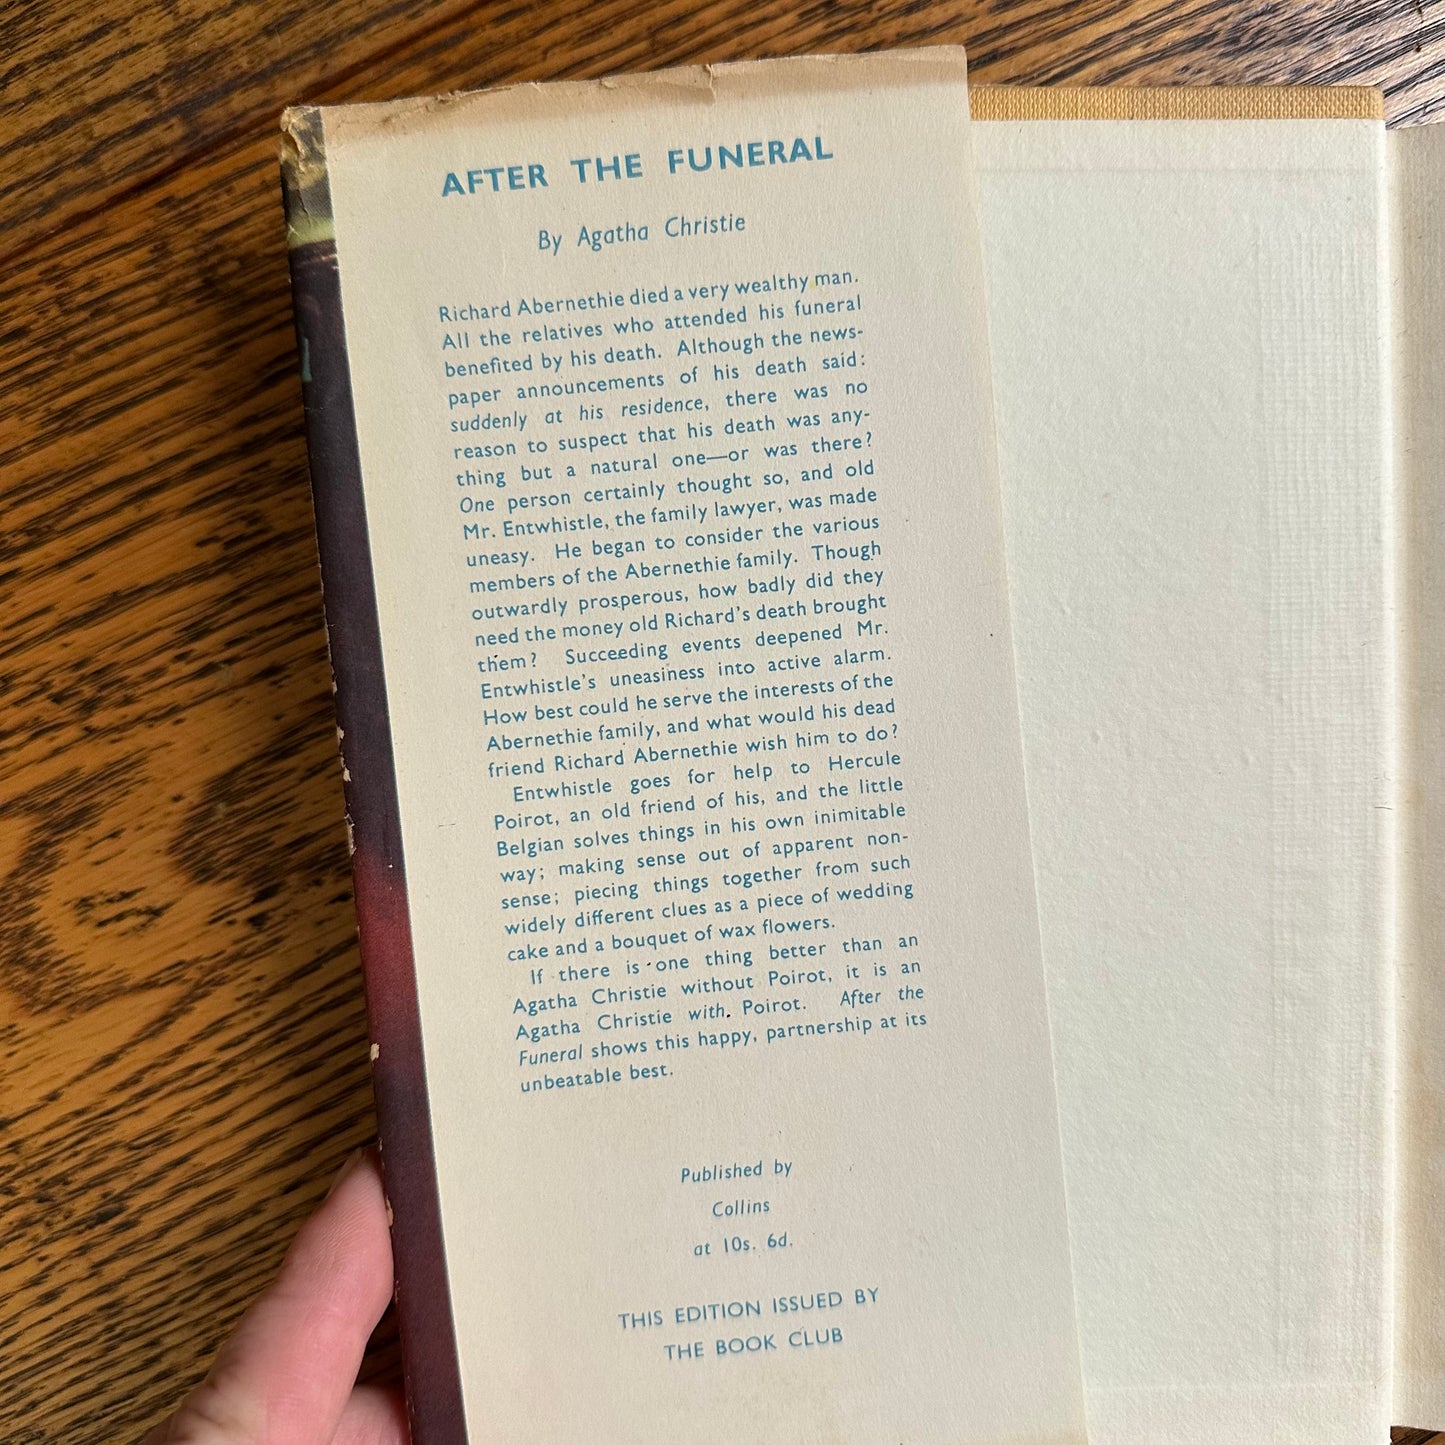 AFTER THE FUNERAL
By Agatha Christie
Richard Abernethie died a very wealthy man.
All the relatives who attended his funeral
benefited by his death. Although the news-
paper announcements of his death said:
suddenly at his residence, there was no
reason to suspect that his death was any-
thing but a natural one—or was there?
One person certainly thought so, and old
Mr. Entwhistle, the family lawyer, was made
uneasy. He began to consider the various
members of the Abernethie family. Though
outwardly prosperous, how badly did they
need the money old Richard's death brought
them? Succeeding events deepened Mr.
Entwhistle's uneasiness into active alarm.
How best could he serve the interests of the
Abernethie family, and what would his dead
friend Richard Abernethie wish him to do?
Entwhistle goes for help to Hercule
Poirot, an old friend of his, and the little
Belgian solves things in his own inimitable
way; making sense out of apparent non-
sense; piecing things together from such
widely different clues as a piece of wedding
cake and a bouquet of wax flowers.
If there is one thing better than an
Agatha Christie without Poirot, it is an
Agatha Christie with Poirot. After the
Funeral shows this happy, partnership at its
unbeatable best.
Published by
Collins
at 10s. 6d.
THIS EDITION ISSUED BY
THE BOOK CLUB